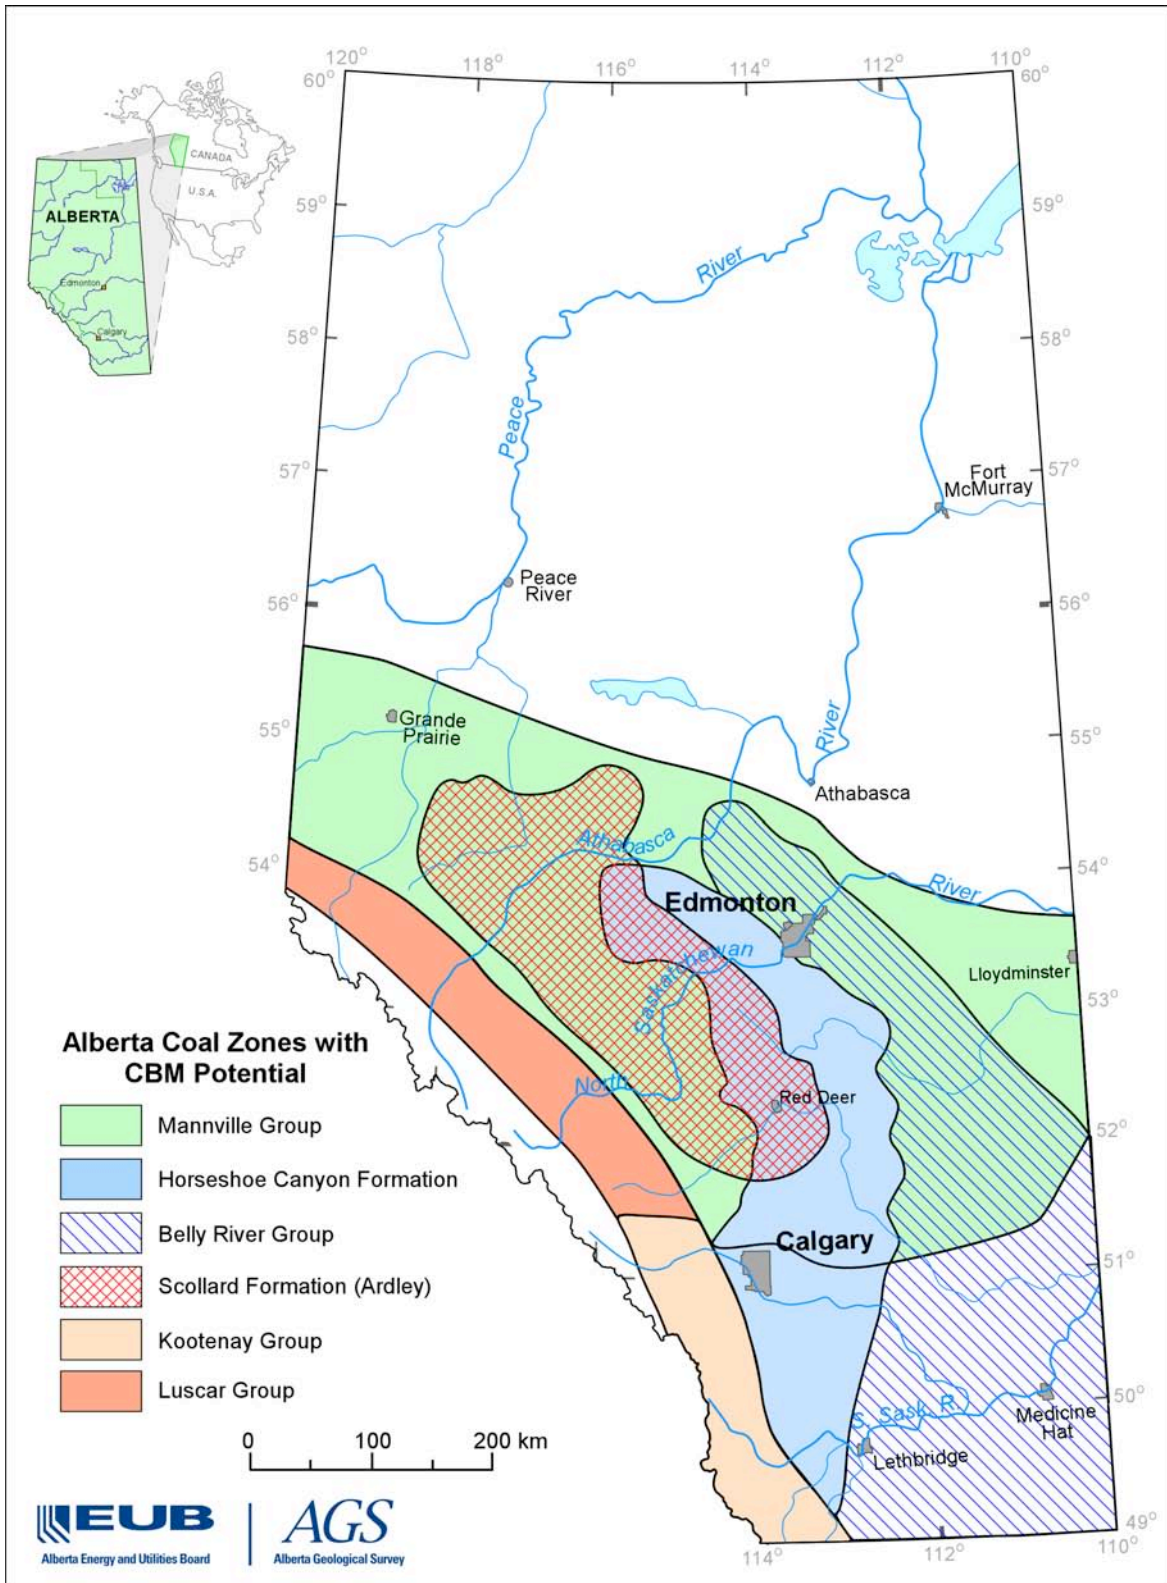 120°
118°
116°
114°
112°
110°
60°
60°
CANADA
U.S.A.
ALBERTA
Edmonton
Calgary
59°
59°
River
58°
58°
Peace
57°
57°
Fort
McMurray
Peace
River
56°
56°
Grande
Prairie
55°
55°
River
Athabasca
Athabasca
54°
54°
River
Edmonton
Saskatchewan
Lloydminster
53°
53°
North
Red Deer
52°
51°
Calgary
50°
S. Sask. R.
Medicine
Hat
Lethbridge
49°
114°
112°
110°
Alberta Coal Zones with
CBM Potential
Mannville Group
Horseshoe Canyon Formation
Belly River Group
Scollard Formation (Ardley)
Kootenay Group
Luscar Group
0 100 200 km
EUB
Alberta Energy and Utilities Board
AGS
Alberta Geological Survey